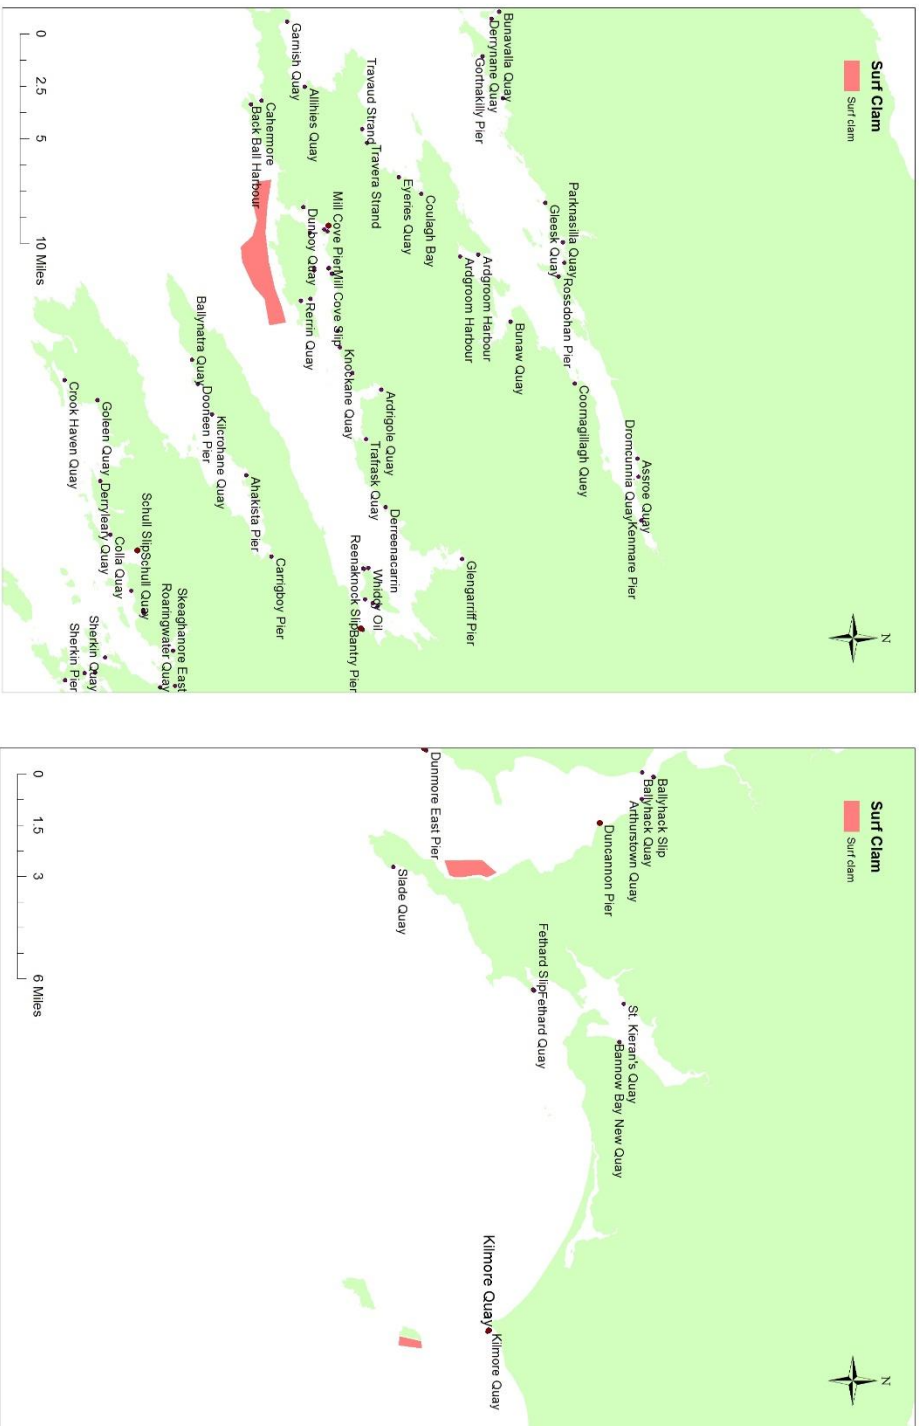 Surf Clam
Surf clam
N
Bunavalla Quay
Derrynane Quay
Gortnakilly Pier
Parknasilla Quay
Gleesk Quay
Rossdohan Pier
Coornagillagh Quey
Dromcunnia Quay
Assroe Quay
Kenmare Pier
Garnish Quay
Allihies Quay
Travaud Strand
Travera Strand
Eyeries Quay
Coulagh Bay
Ardgroom Harbour
Ardgroom Harbour
Bunaw Quay
Cahermore
Back Ball Harbour
Dunboy Quay
Mill Cove Pier
Mill Cove Slip
Rerrin Quay
Knockane Quay
Ardrigole Quay
Trafrask Quay
Derreenacarrin
Glengarriff Pier
Whiddy Oil
Reenaknock Slip
Bantry Pier
Ballynatra Quay
Dooneen Pier
Kilcrohane Quay
Ahakista Pier
Carrigboy Pier
Crook Haven Quay
Goleen Quay
Derryleary Quay
Colla Quay
Schull Slip
Schull Quay
Skeaghanore East
Roaringwater Quay
Sherkin Quay
Sherkin Pier
0 2.5 5 10 Miles
Surf Clam
Surf clam
N
Ballyhack Slip
Ballyhack Quay
Arthurstown Quay
Duncannon Pier
Dunmore East Pier
Slade Quay
Fethard Slip
Fethard Quay
St. Kieran's Quay
Bannow Bay New Quay
Kilmore Quay
Kilmore Quay
0 1.5 3 6 Miles